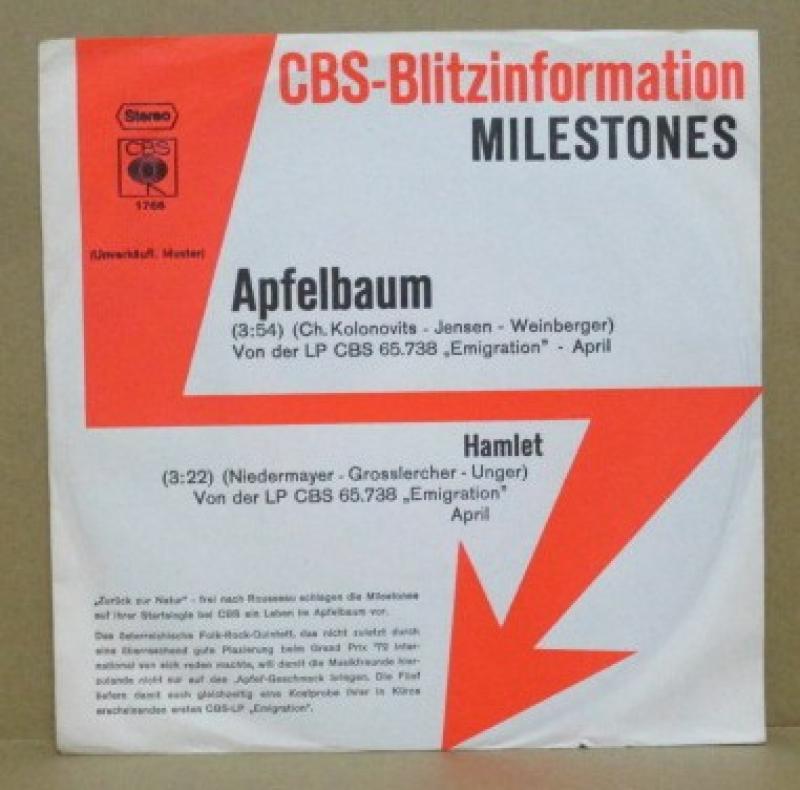 CBS-Blitzinformation
MILESTONES
Stereo
CBS
1766
(Unverkäufl. Muster)
Apfelbaum
(3:54) (Ch. Kolonovits - Jensen - Weinberger)
Von der LP CBS 65.738 „Emigration" - April
Hamlet
(3:22) (Niedermayer - Grosslercher - Unger)
Von der LP CBS 65.738 „Emigration"
April
„Zurück zur Natur" - frei nach Rousseau schlagen die Milestones
auf ihrer Startsingle bei CBS ein Leben im Apfelbaum vor.
Das österreichische Folk-Rock-Quintett, das nicht zuletzt durch
eine überraschend gute Plazierung beim Grand Prix '72 inter-
national von sich reden machte, will damit die Musikfreunde hier-
zulande nicht nur auf den „Apfel-Geschmack bringen. Die Fünf
liefern damit auch gleichzeitig eine Kostprobe ihrer in Kürze
erscheinenden ersten CBS-LP „Emigration".